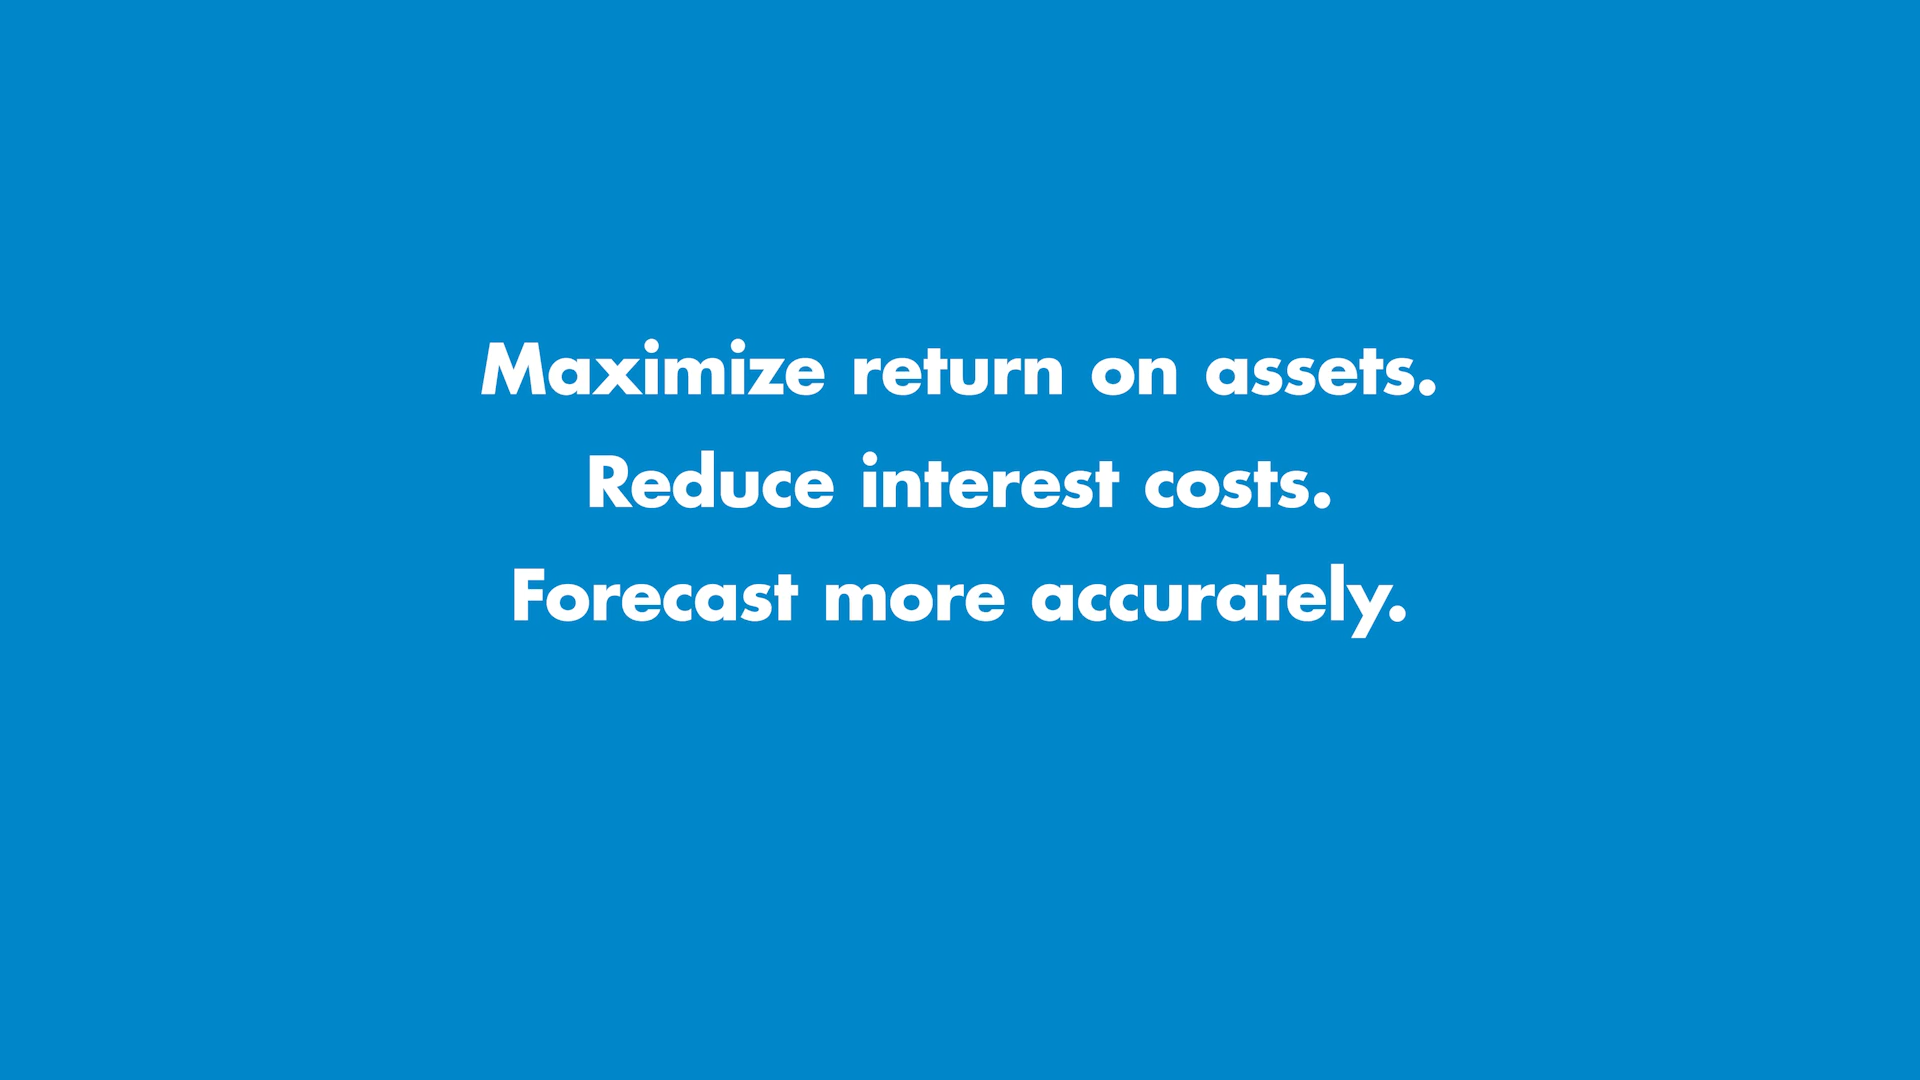 Maximize return on assets.
Reduce interest costs.
Forecast more accurately.